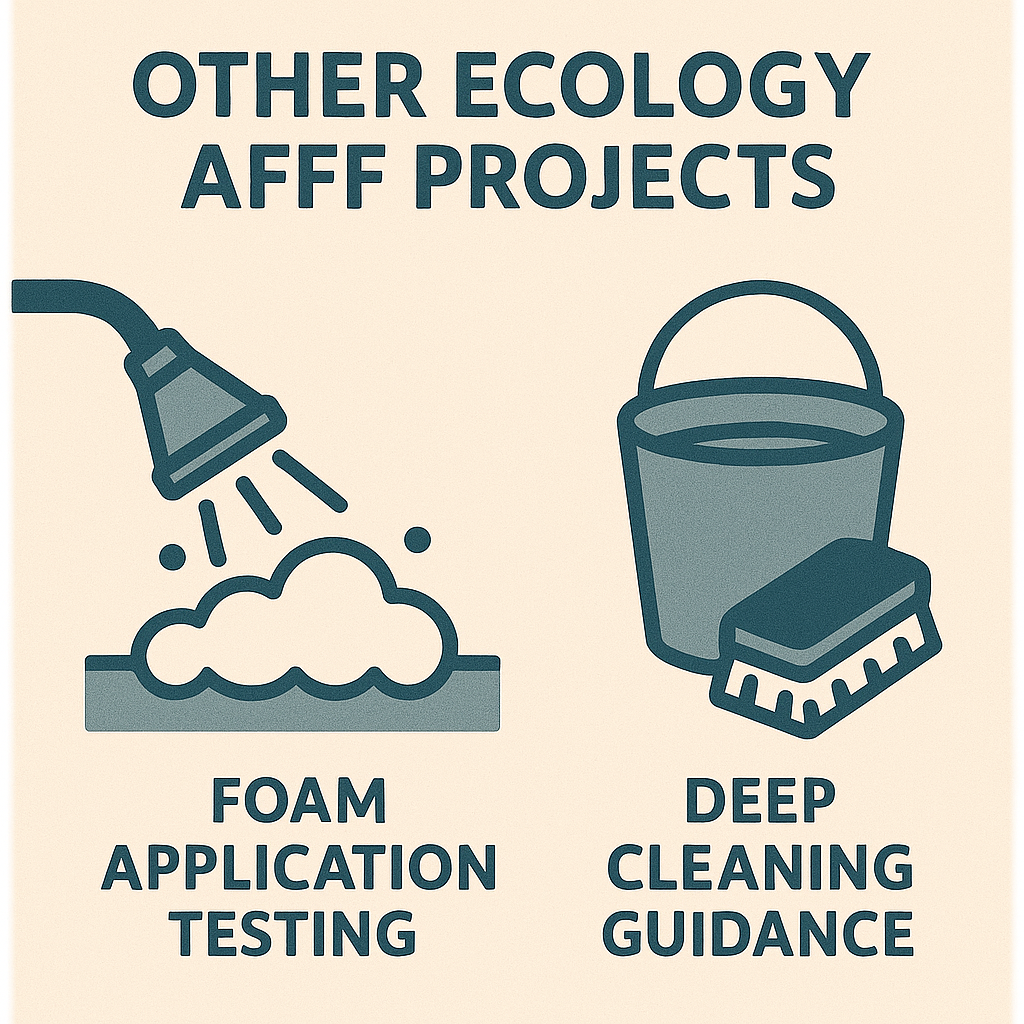 OTHER ECOLOGY
AFFF PROJECTS
FOAM
APPLICATION
TESTING
DEEP
CLEANING
GUIDANCE